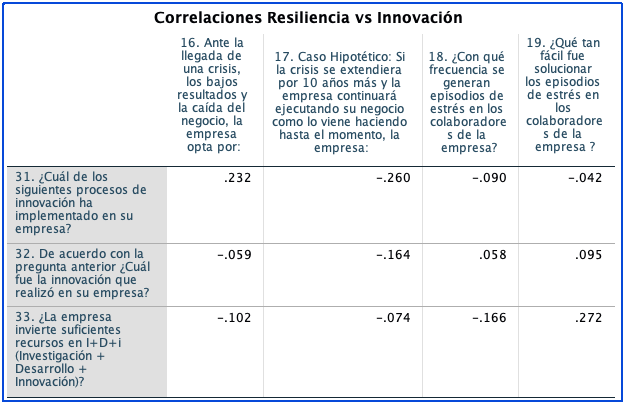 Correlaciones Resiliencia vs Innovación
16. Ante la
llegada de
una crisis,
los bajos
resultados y
la caída del
negocio, la
empresa
opta por:
17. Caso Hipotético: Si
la crisis se extendiera
por 10 años más y la
empresa continuará
ejecutando su negocio
como lo viene haciendo
hasta el momento, la
empresa:
18. ¿Con qué
frecuencia se
generan
episodios de
estrés en los
colaboradore
s de la
empresa?
19. ¿Qué tan
fácil fue
solucionar
los episodios
de estrés en
los
colaboradore
s de la
empresa ?
31. ¿Cuál de los
siguientes procesos de
innovación ha
implementado en su
empresa?
.232 -.260 -.090 -.042
32. De acuerdo con la
pregunta anterior ¿Cuál
fue la innovación que
realizó en su empresa?
-.059 -.164 .058 .095
33. ¿La empresa
invierte suficientes
recursos en I+D+i
(Investigación +
Desarrollo +
Innovación)?
-.102 -.074 -.166 .272